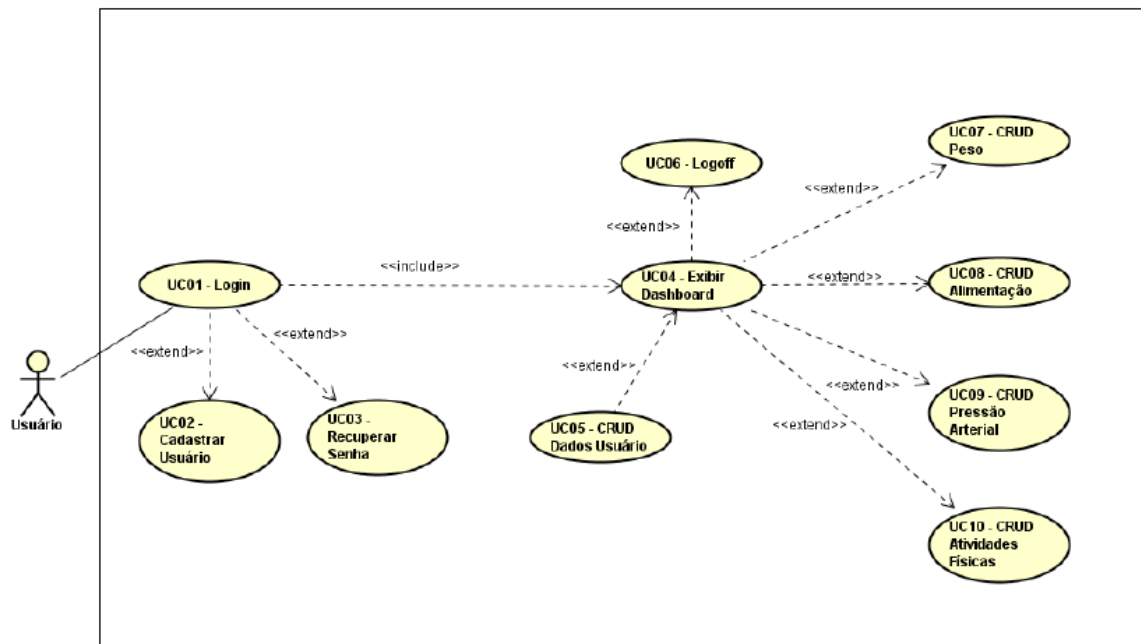 UC07 - CRUD
Peso
UC06 - Logoff
<<extend>>
<<extend>>
<<include>>
UC01 - Login
UC04 - Exibir
Dashboard
<<extend>>
UC08 - CRUD
Alimentação
<<extend>>
<<extend>>
<<extend>>
<<extend>>
UC09 - CRUD
Pressão
Arterial
<<extend>>
Usuário
UC02 -
Cadastrar
Usuário
UC03 -
Recuperar
Senha
UC05 - CRUD
Dados Usuário
UC10 - CRUD
Atividades
Físicas